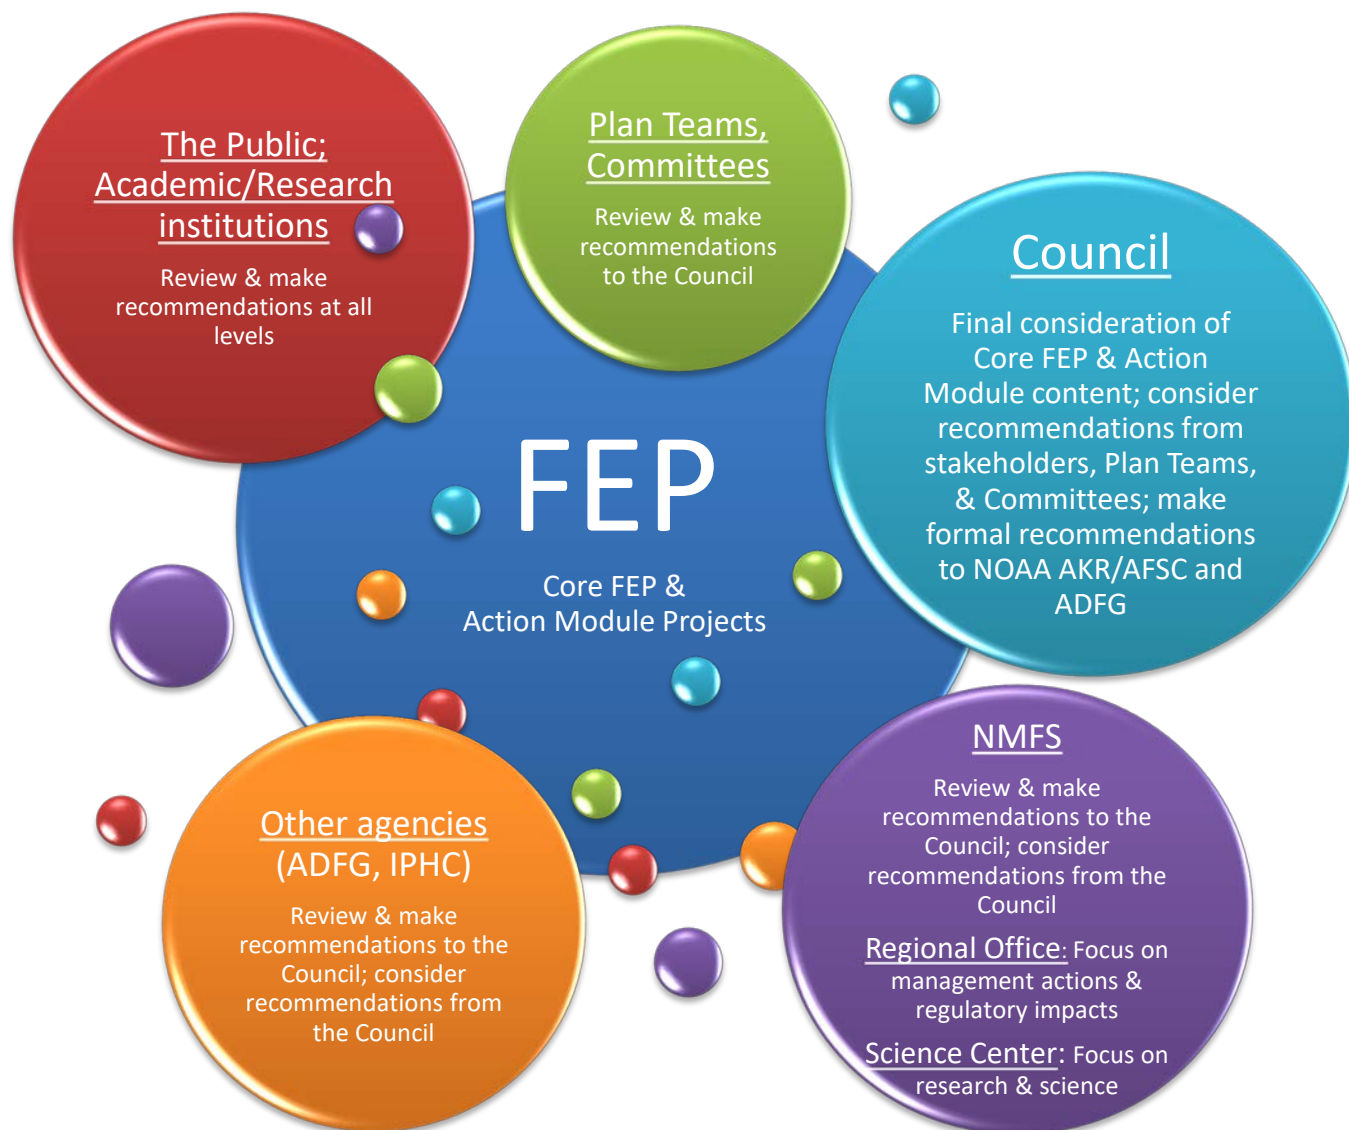 The Public;
Academic/Research
institutions
Review & make
recommendations at all
levels
Plan Teams,
Committees
Review & make
recommendations
to the Council
Council
Final consideration of
Core FEP & Action
Module content; consider
recommendations from
stakeholders, Plan Teams,
& Committees; make
formal recommendations
to NOAA AKR/AFSC and
ADFG
FEP
Core FEP &
Action Module Projects
Other agencies
(ADFG, IPHC)
Review & make
recommendations to the
Council; consider
recommendations from
the Council
NMFS
Review & make
recommendations to the
Council; consider
recommendations from the
Council
Regional Office: Focus on
management actions &
regulatory impacts
Science Center: Focus on
research & science